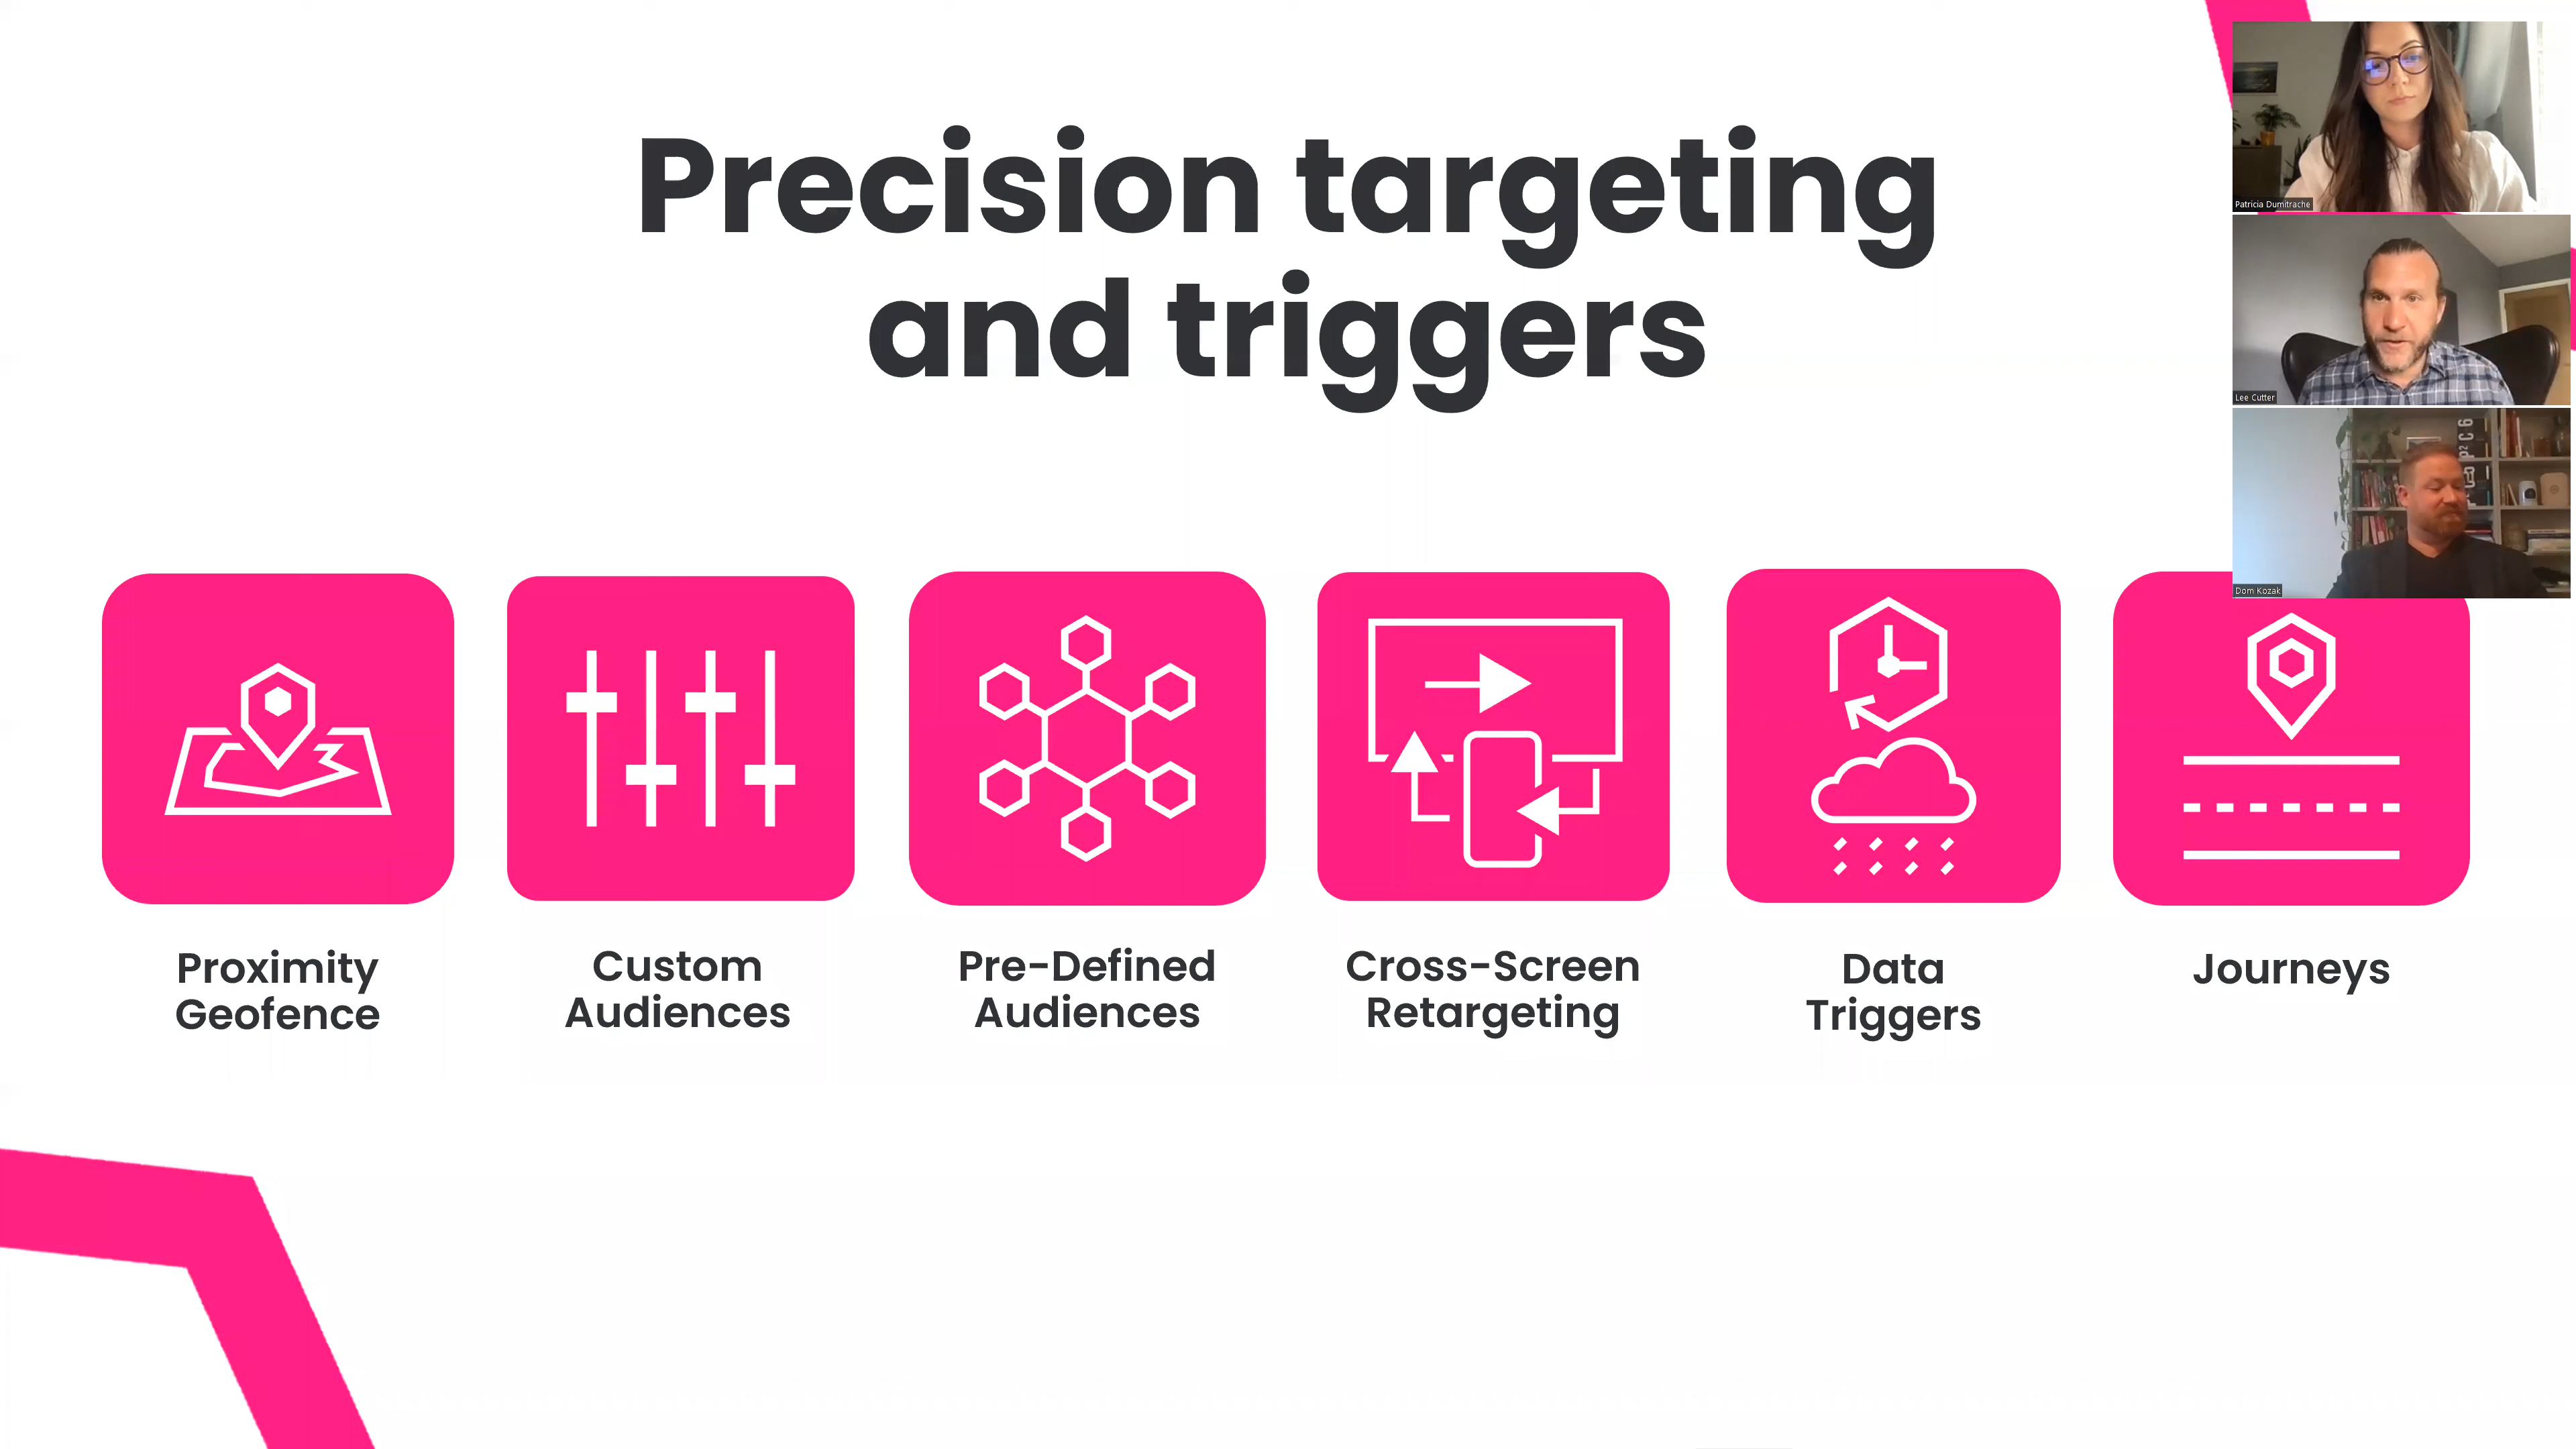 Precision targeting
and triggers
Patricia Dumitrache
Lee Cutter
Dom Kozak
Proximity
Geofence
Custom
Audiences
Pre-Defined
Audiences
Cross-Screen
Retargeting
Data
Triggers
Journeys